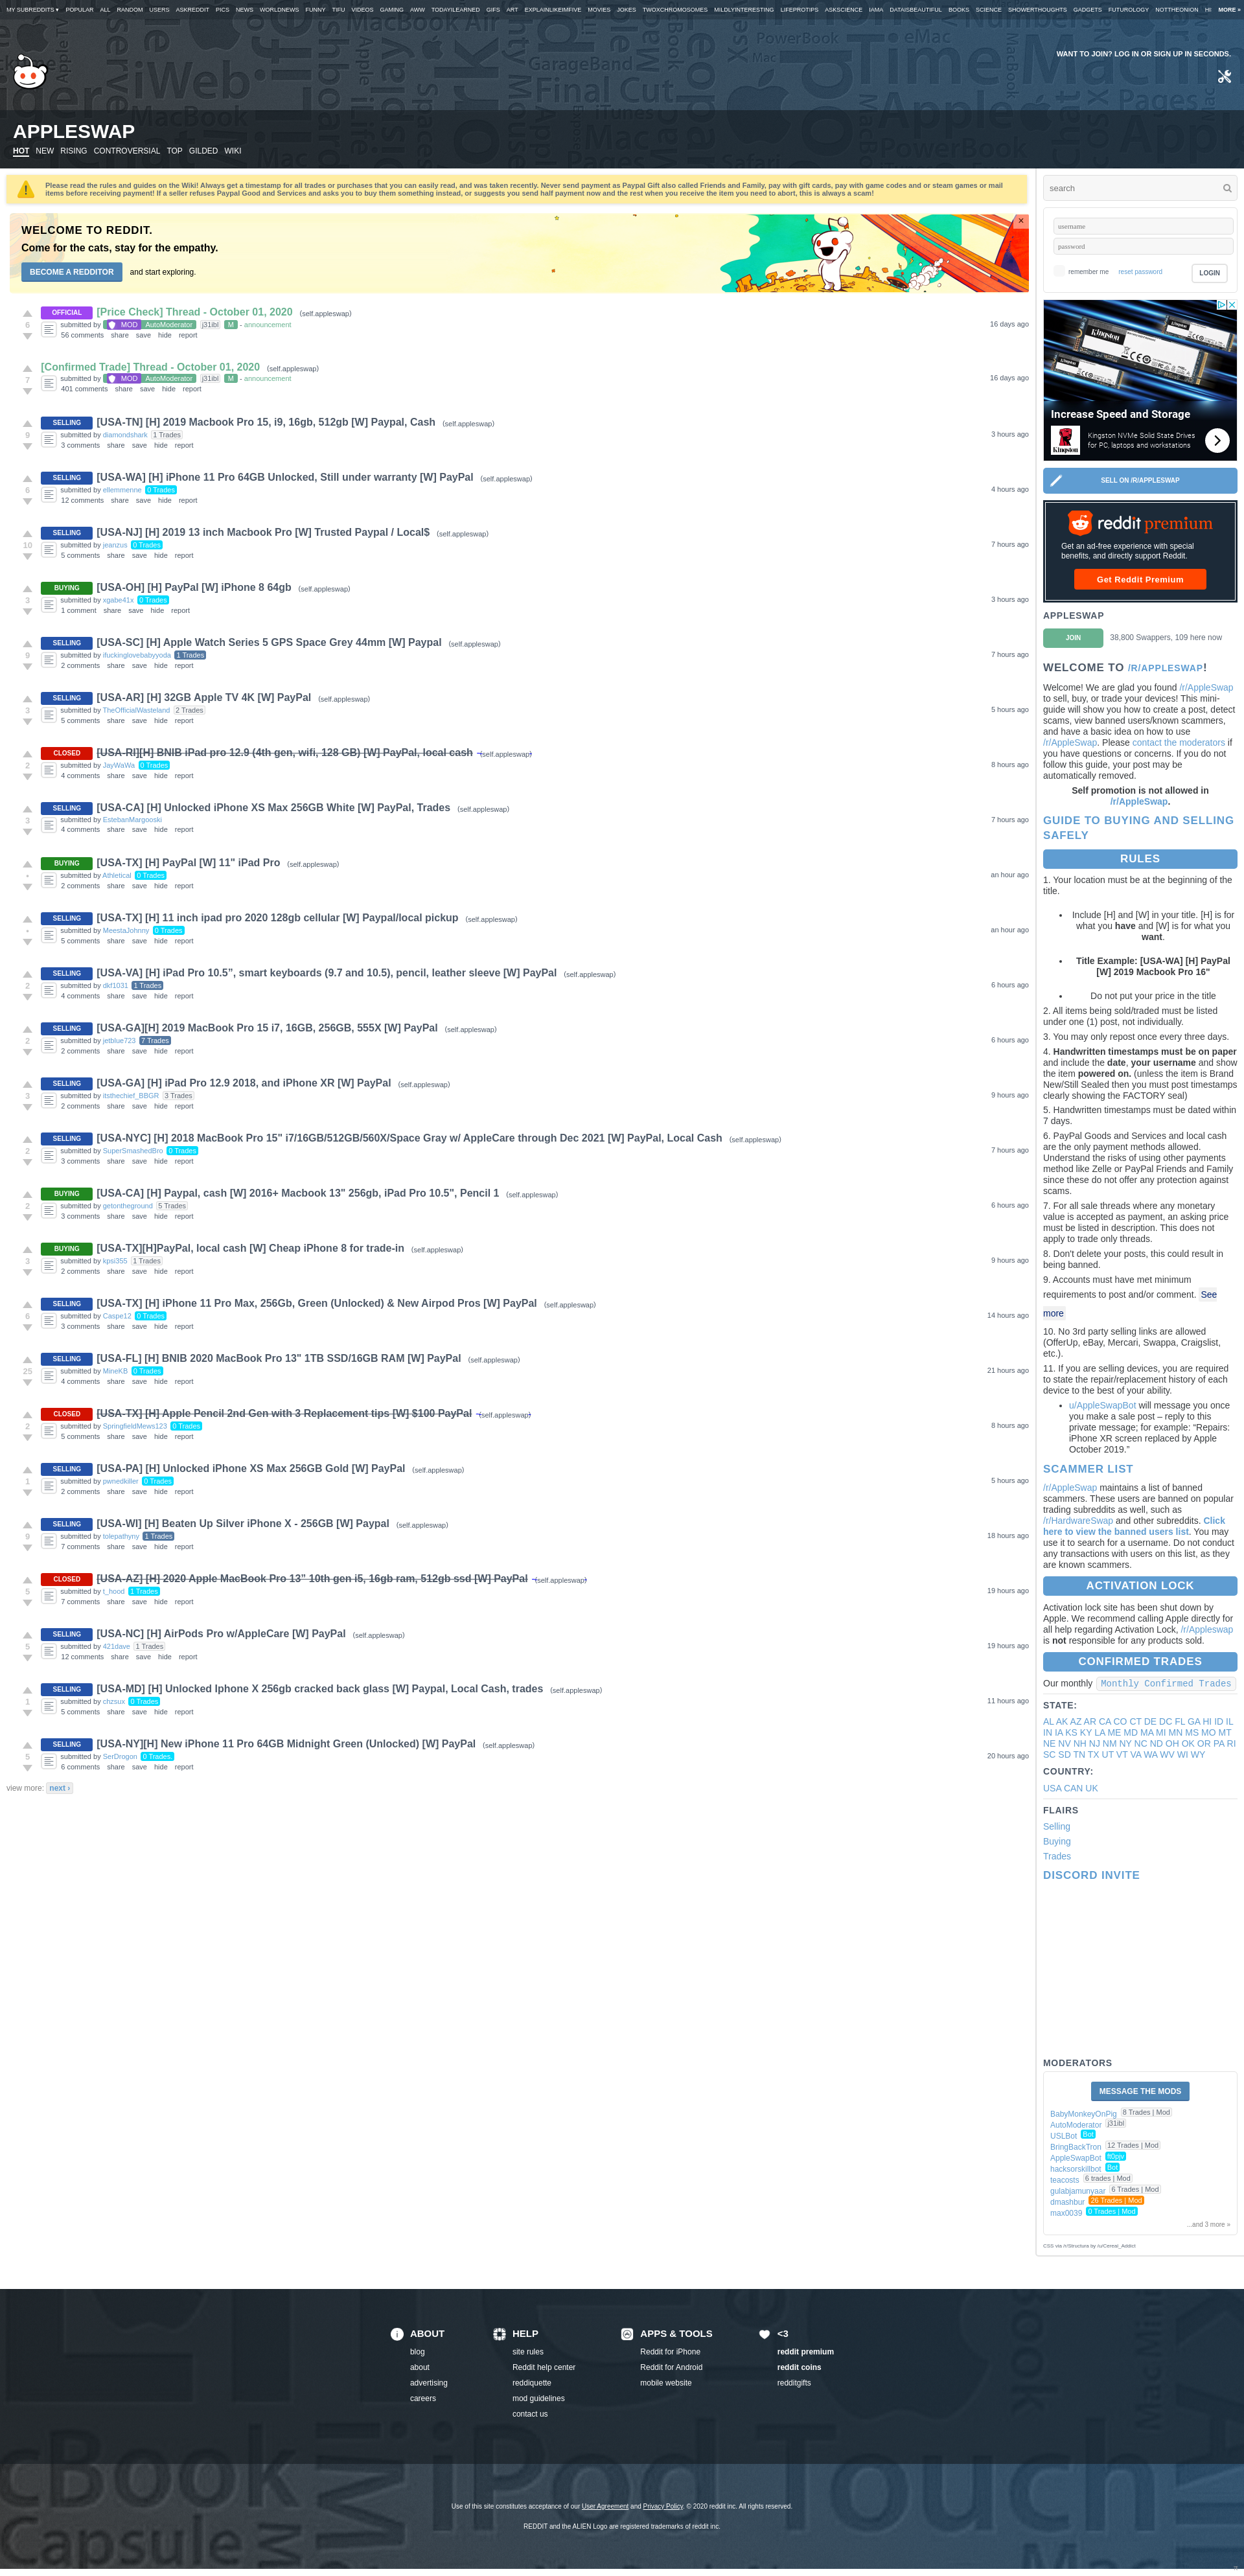 MY SUBREDDITS ▾ POPULAR ALL RANDOM USERS ASKREDDIT PICS NEWS WORLDNEWS FUNNY TIFU VIDEOS GAMING AWW TODAYILEARNED GIFS ART EXPLAINLIKEIMFIVE MOVIES JOKES TWOXCHROMOSOMES MILDLYINTERESTING LIFEPROTIPS ASKSCIENCE IAMA DATAISBEAUTIFUL BOOKS SCIENCE SHOWERTHOUGHTS GADGETS FUTUROLOGY NOTTHEONION HI MORE »
WANT TO JOIN? LOG IN OR SIGN UP IN SECONDS.
APPLESWAP
HOT NEW RISING CONTROVERSIAL TOP GILDED WIKI
Please read the rules and guides on the Wiki! Always get a timestamp for all trades or purchases that you can easily read, and was taken recently. Never send payment as Paypal Gift also called Friends and Family, pay with gift cards, pay with game codes and or steam games or mail
items before receiving payment! If a seller refuses Paypal Good and Services and asks you to buy them something instead, or suggests you send half payment now and the rest when you receive the item you need to abort, this is always a scam!
WELCOME TO REDDIT.
Come for the cats, stay for the empathy.
BECOME A REDDITOR and start exploring.
×
OFFICIAL [Price Check] Thread - October 01, 2020 (self.appleswap)
6 submitted by MOD AutoModerator j31ibl M - announcement 16 days ago
56 comments share save hide report
[Confirmed Trade] Thread - October 01, 2020 (self.appleswap)
7 submitted by MOD AutoModerator j31ibl M - announcement 16 days ago
401 comments share save hide report
SELLING [USA-TN] [H] 2019 Macbook Pro 15, i9, 16gb, 512gb [W] Paypal, Cash (self.appleswap)
9 submitted by diamondshark 1 Trades 3 hours ago
3 comments share save hide report
SELLING [USA-WA] [H] iPhone 11 Pro 64GB Unlocked, Still under warranty [W] PayPal (self.appleswap)
6 submitted by ellemmenne 0 Trades 4 hours ago
12 comments share save hide report
SELLING [USA-NJ] [H] 2019 13 inch Macbook Pro [W] Trusted Paypal / Local$ (self.appleswap)
10 submitted by jeanzus 0 Trades 7 hours ago
5 comments share save hide report
BUYING [USA-OH] [H] PayPal [W] iPhone 8 64gb (self.appleswap)
3 submitted by xgabe41x 0 Trades 3 hours ago
1 comment share save hide report
SELLING [USA-SC] [H] Apple Watch Series 5 GPS Space Grey 44mm [W] Paypal (self.appleswap)
9 submitted by ifuckinglovebabyyoda 1 Trades 7 hours ago
2 comments share save hide report
SELLING [USA-AR] [H] 32GB Apple TV 4K [W] PayPal (self.appleswap)
3 submitted by TheOfficialWasteland 2 Trades 5 hours ago
5 comments share save hide report
CLOSED [USA-RI][H] BNIB iPad pro 12.9 (4th gen, wifi, 128 GB) [W] PayPal, local cash (self.appleswap)
2 submitted by JayWaWa 0 Trades 8 hours ago
4 comments share save hide report
SELLING [USA-CA] [H] Unlocked iPhone XS Max 256GB White [W] PayPal, Trades (self.appleswap)
3 submitted by EstebanMargooski 7 hours ago
4 comments share save hide report
BUYING [USA-TX] [H] PayPal [W] 11" iPad Pro (self.appleswap)
• submitted by Athletical 0 Trades an hour ago
2 comments share save hide report
SELLING [USA-TX] [H] 11 inch ipad pro 2020 128gb cellular [W] Paypal/local pickup (self.appleswap)
• submitted by MeestaJohnny 0 Trades an hour ago
5 comments share save hide report
SELLING [USA-VA] [H] iPad Pro 10.5”, smart keyboards (9.7 and 10.5), pencil, leather sleeve [W] PayPal (self.appleswap)
2 submitted by dkf1031 1 Trades 6 hours ago
4 comments share save hide report
SELLING [USA-GA][H] 2019 MacBook Pro 15 i7, 16GB, 256GB, 555X [W] PayPal (self.appleswap)
2 submitted by jetblue723 7 Trades 6 hours ago
2 comments share save hide report
SELLING [USA-GA] [H] iPad Pro 12.9 2018, and iPhone XR [W] PayPal (self.appleswap)
3 submitted by itsthechief_BBGR 3 Trades 9 hours ago
2 comments share save hide report
SELLING [USA-NYC] [H] 2018 MacBook Pro 15" i7/16GB/512GB/560X/Space Gray w/ AppleCare through Dec 2021 [W] PayPal, Local Cash (self.appleswap)
2 submitted by SuperSmashedBro 0 Trades 7 hours ago
3 comments share save hide report
BUYING [USA-CA] [H] Paypal, cash [W] 2016+ Macbook 13" 256gb, iPad Pro 10.5", Pencil 1 (self.appleswap)
2 submitted by getontheground 5 Trades 6 hours ago
3 comments share save hide report
BUYING [USA-TX][H]PayPal, local cash [W] Cheap iPhone 8 for trade-in (self.appleswap)
3 submitted by kpsi355 1 Trades 9 hours ago
2 comments share save hide report
SELLING [USA-TX] [H] iPhone 11 Pro Max, 256Gb, Green (Unlocked) & New Airpod Pros [W] PayPal (self.appleswap)
6 submitted by Caspe12 0 Trades 14 hours ago
3 comments share save hide report
SELLING [USA-FL] [H] BNIB 2020 MacBook Pro 13" 1TB SSD/16GB RAM [W] PayPal (self.appleswap)
25 submitted by MineKB 0 Trades 21 hours ago
4 comments share save hide report
CLOSED [USA-TX] [H] Apple Pencil 2nd Gen with 3 Replacement tips [W] $100 PayPal (self.appleswap)
2 submitted by SpringfieldMews123 0 Trades 8 hours ago
5 comments share save hide report
SELLING [USA-PA] [H] Unlocked iPhone XS Max 256GB Gold [W] PayPal (self.appleswap)
1 submitted by pwnedkiller 0 Trades 5 hours ago
2 comments share save hide report
SELLING [USA-WI] [H] Beaten Up Silver iPhone X - 256GB [W] Paypal (self.appleswap)
9 submitted by tolepathyny 1 Trades 18 hours ago
7 comments share save hide report
CLOSED [USA-AZ] [H] 2020 Apple MacBook Pro 13” 10th gen i5, 16gb ram, 512gb ssd [W] PayPal (self.appleswap)
5 submitted by t_hood 1 Trades 19 hours ago
7 comments share save hide report
SELLING [USA-NC] [H] AirPods Pro w/AppleCare [W] PayPal (self.appleswap)
5 submitted by 421dave 1 Trades 19 hours ago
12 comments share save hide report
SELLING [USA-MD] [H] Unlocked Iphone X 256gb cracked back glass [W] Paypal, Local Cash, trades (self.appleswap)
1 submitted by chzsux 0 Trades 11 hours ago
5 comments share save hide report
SELLING [USA-NY][H] New iPhone 11 Pro 64GB Midnight Green (Unlocked) [W] PayPal (self.appleswap)
5 submitted by SerDrogon 0 Trades. 20 hours ago
6 comments share save hide report
view more: next ›
search
username
password
remember me reset password LOGIN
Kingston
Increase Speed and Storage
Kingston NVMe Solid State Drives
for PC, laptops and workstations
SELL ON /R/APPLESWAP
reddit premium
Get an ad-free experience with special
benefits, and directly support Reddit.
Get Reddit Premium
APPLESWAP
JOIN 38,800 Swappers, 109 here now
WELCOME TO /R/APPLESWAP!
Welcome! We are glad you found /r/AppleSwap
to sell, buy, or trade your devices! This mini-
guide will show you how to create a post, detect
scams, view banned users/known scammers,
and have a basic idea on how to use
/r/AppleSwap. Please contact the moderators if
you have questions or concerns. If you do not
follow this guide, your post may be
automatically removed.
Self promotion is not allowed in
/r/AppleSwap.
GUIDE TO BUYING AND SELLING
SAFELY
RULES
1. Your location must be at the beginning of the
title.
• Include [H] and [W] in your title. [H] is for
what you have and [W] is for what you
want.
• Title Example: [USA-WA] [H] PayPal
[W] 2019 Macbook Pro 16"
• Do not put your price in the title
2. All items being sold/traded must be listed
under one (1) post, not individually.
3. You may only repost once every three days.
4. Handwritten timestamps must be on paper
and include the date, your username and show
the item powered on. (unless the item is Brand
New/Still Sealed then you must post timestamps
clearly showing the FACTORY seal)
5. Handwritten timestamps must be dated within
7 days.
6. PayPal Goods and Services and local cash
are the only payment methods allowed.
Understand the risks of using other payments
method like Zelle or PayPal Friends and Family
since these do not offer any protection against
scams.
7. For all sale threads where any monetary
value is accepted as payment, an asking price
must be listed in description. This does not
apply to trade only threads.
8. Don't delete your posts, this could result in
being banned.
9. Accounts must have met minimum
requirements to post and/or comment. See
more
10. No 3rd party selling links are allowed
(OfferUp, eBay, Mercari, Swappa, Craigslist,
etc.).
11. If you are selling devices, you are required
to state the repair/replacement history of each
device to the best of your ability.
• u/AppleSwapBot will message you once
you make a sale post – reply to this
private message; for example: “Repairs:
iPhone XR screen replaced by Apple
October 2019.”
SCAMMER LIST
/r/AppleSwap maintains a list of banned
scammers. These users are banned on popular
trading subreddits as well, such as
/r/HardwareSwap and other subreddits. Click
here to view the banned users list. You may
use it to search for a username. Do not conduct
any transactions with users on this list, as they
are known scammers.
ACTIVATION LOCK
Activation lock site has been shut down by
Apple. We recommend calling Apple directly for
all help regarding Activation Lock, /r/Appleswap
is not responsible for any products sold.
CONFIRMED TRADES
Our monthly Monthly Confirmed Trades
STATE:
AL AK AZ AR CA CO CT DE DC FL GA HI ID IL
IN IA KS KY LA ME MD MA MI MN MS MO MT
NE NV NH NJ NM NY NC ND OH OK OR PA RI
SC SD TN TX UT VT VA WA WV WI WY
COUNTRY:
USA CAN UK
FLAIRS
Selling
Buying
Trades
DISCORD INVITE
MODERATORS
MESSAGE THE MODS
BabyMonkeyOnPig 8 Trades | Mod
AutoModerator j31ibl
USLBot Bot
BringBackTron 12 Trades | Mod
AppleSwapBot
hacksorskillbot Bot
teacosts 6 trades | Mod
gulabjamunyaar 6 Trades | Mod
dmashbur 26 Trades | Mod
max0039 0 Trades | Mod
...and 3 more »
CSS via /r/Structura by /u/Cereal_Addict
ABOUT
blog
about
advertising
careers
HELP
site rules
Reddit help center
reddiquette
mod guidelines
contact us
APPS & TOOLS
Reddit for iPhone
Reddit for Android
mobile website
<3
reddit premium
reddit coins
redditgifts
Use of this site constitutes acceptance of our User Agreement and Privacy Policy. © 2020 reddit inc. All rights reserved.
REDDIT and the ALIEN Logo are registered trademarks of reddit inc.